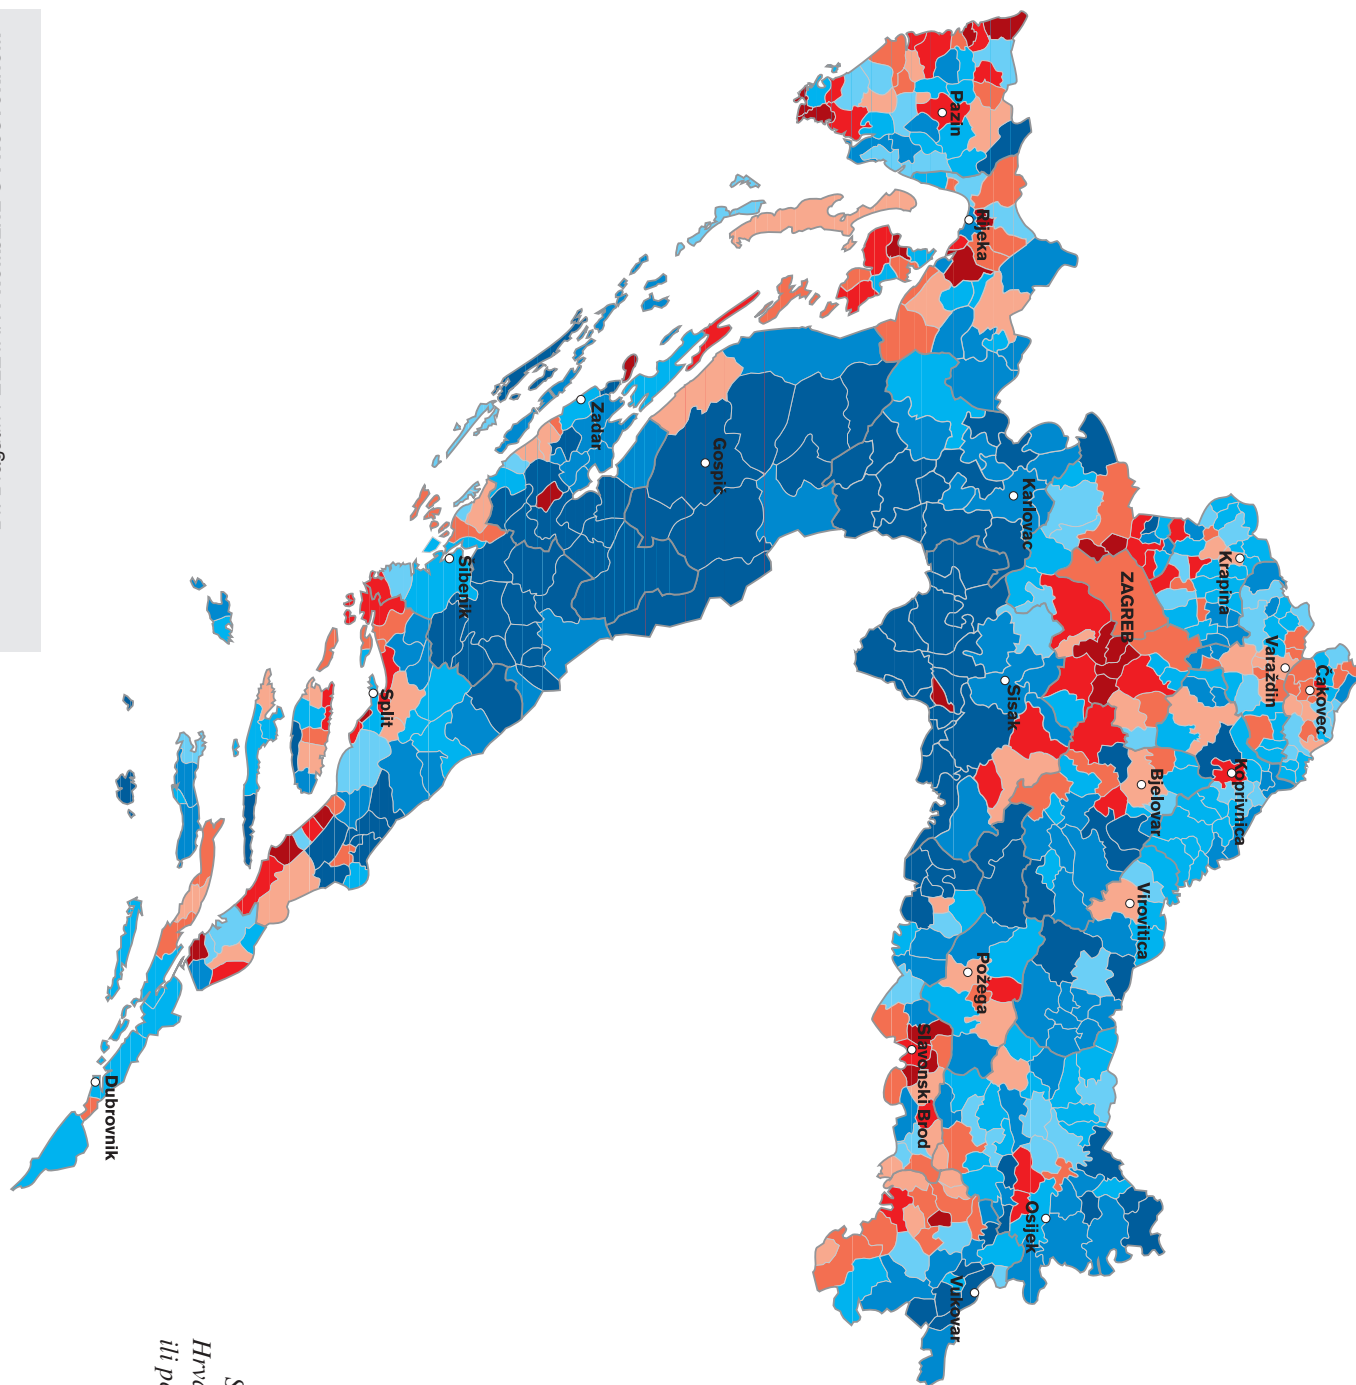 Čakovec
Varaždin
Krapina
Koprivnica
ZAGREB
Bjelovar
Virovitica
Karlovac
Sisak
Rijeka
Pazin
Požega
Osijek
Slavonski Brod
Vukovar
Gospić
Zadar
Šibenik
Split
Dubrovnik
ili